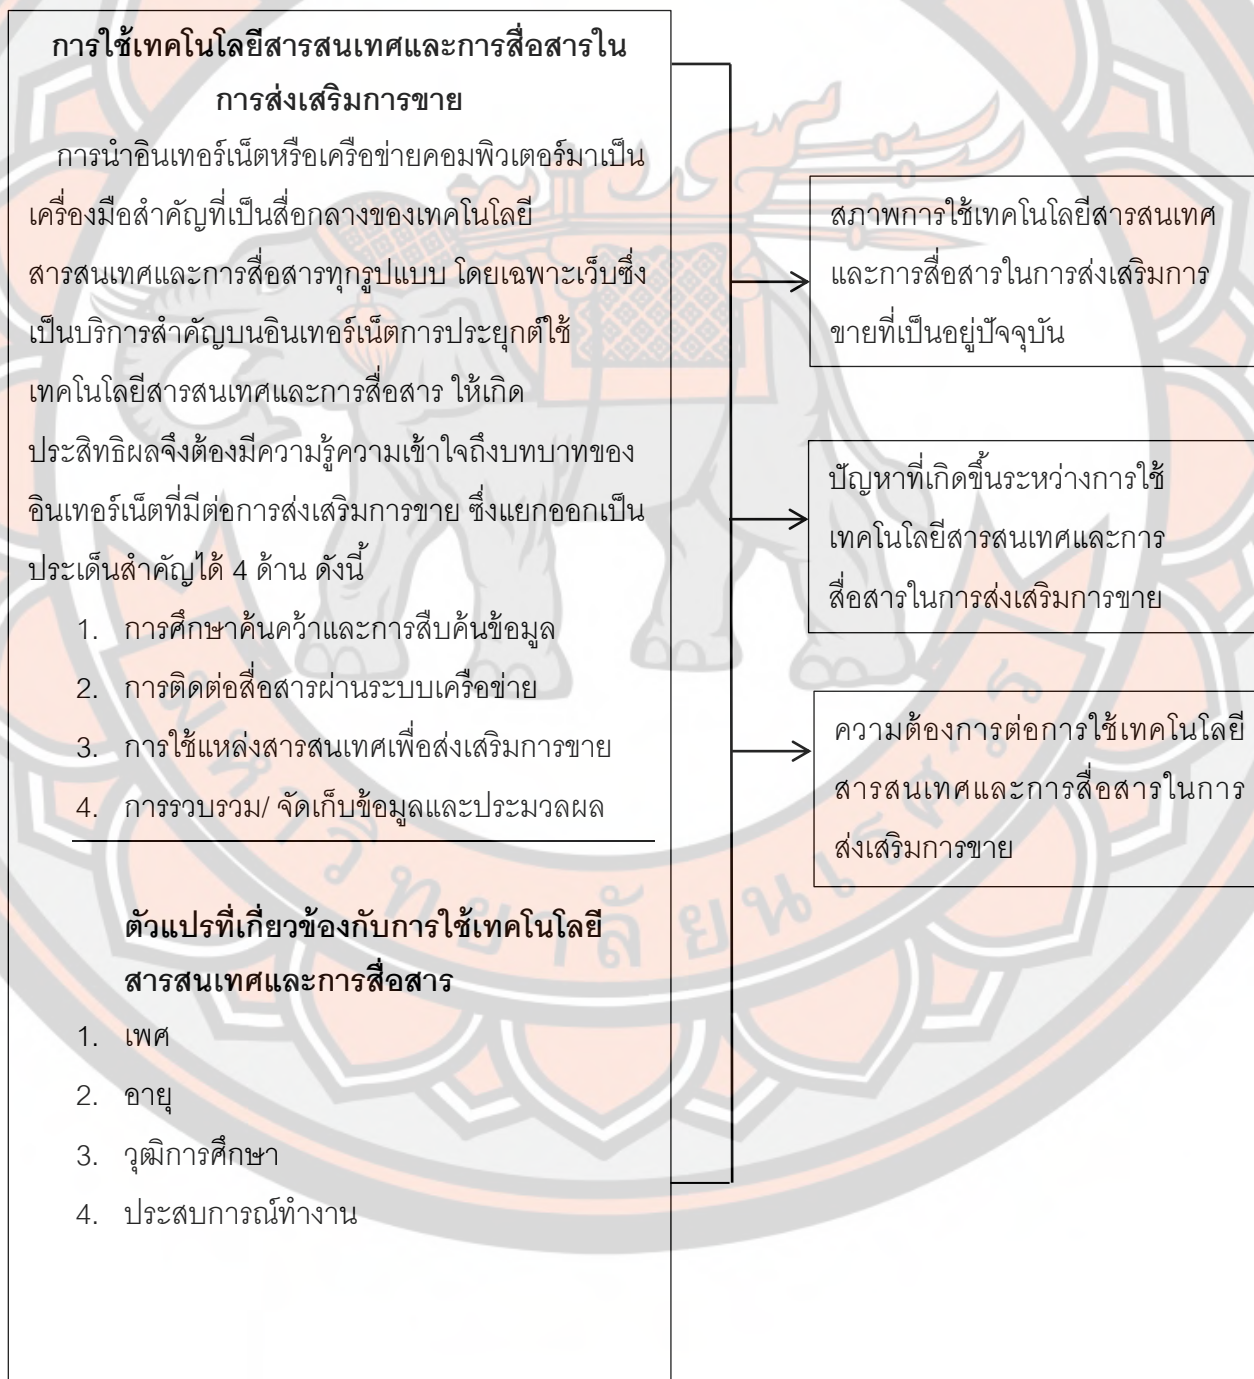 การใช้เทคโนโลยีสารสนเทศและการสื่อสารใน
การส่งเสริมการขาย
การนำอินเทอร์เน็ตหรือเครือข่ายคอมพิวเตอร์มาเป็น
เครื่องมือสำคัญที่เป็นสื่อกลางของเทคโนโลยี
สารสนเทศและการสื่อสารทุกรูปแบบ โดยเฉพาะเว็บซึ่ง
เป็นบริการสำคัญบนอินเทอร์เน็ตการประยุกต์ใช้
เทคโนโลยีสารสนเทศและการสื่อสาร ให้เกิด
ประสิทธิผลจึงต้องมีความรู้ความเข้าใจถึงบทบาทของ
อินเทอร์เน็ตที่มีต่อการส่งเสริมการขาย ซึ่งแยกออกเป็น
ประเด็นสำคัญได้ 4 ด้าน ดังนี้
1. การศึกษาค้นคว้าและการสืบค้นข้อมูล
2. การติดต่อสื่อสารผ่านระบบเครือข่าย
3. การใช้แหล่งสารสนเทศเพื่อส่งเสริมการขาย
4. การรวบรวม/ จัดเก็บข้อมูลและประมวลผล
ตัวแปรที่เกี่ยวข้องกับการใช้เทคโนโลยี
สารสนเทศและการสื่อสาร
1. เพศ
2. อายุ
3. วุฒิการศึกษา
4. ประสบการณ์ทำงาน
สภาพการใช้เทคโนโลยีสารสนเทศ
และการสื่อสารในการส่งเสริมการ
ขายที่เป็นอยู่ปัจจุบัน
ปัญหาที่เกิดขึ้นระหว่างการใช้
เทคโนโลยีสารสนเทศและการ
สื่อสารในการส่งเสริมการขาย
ความต้องการต่อการใช้เทคโนโลยี
สารสนเทศและการสื่อสารในการ
ส่งเสริมการขาย
มหาวิทยาลัยนเรศวร